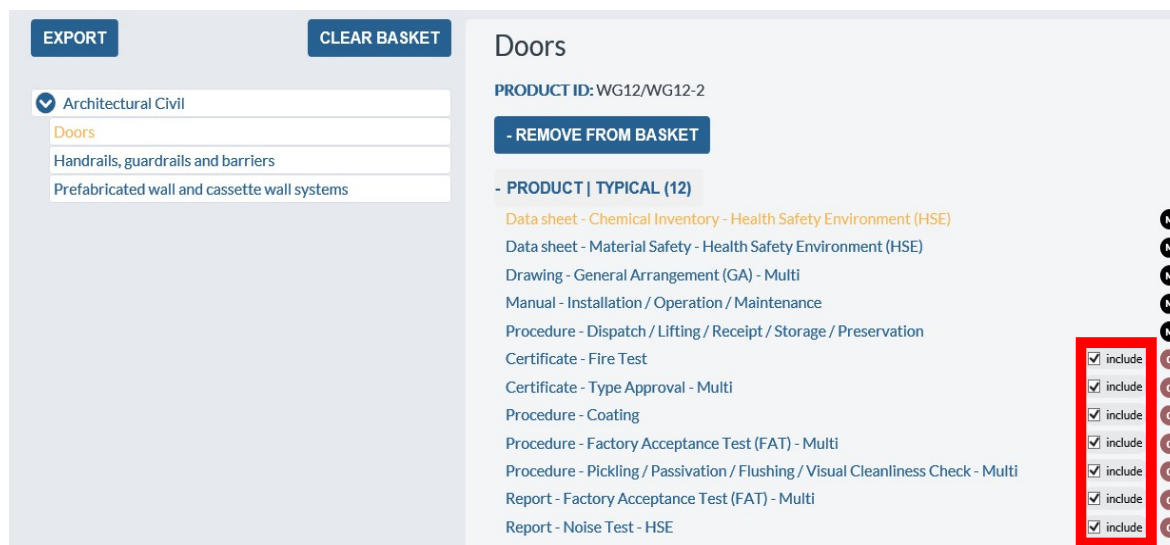 EXPORT
CLEAR BASKET
Architectural Civil
Doors
Handrails, guardrails and barriers
Prefabricated wall and cassette wall systems
Doors
PRODUCT ID: WG12/WG12-2
- REMOVE FROM BASKET
- PRODUCT | TYPICAL (12)
Data sheet - Chemical Inventory - Health Safety Environment (HSE)
Data sheet - Material Safety - Health Safety Environment (HSE)
Drawing - General Arrangement (GA) - Multi
Manual - Installation / Operation / Maintenance
Procedure - Dispatch / Lifting / Receipt / Storage / Preservation
Certificate - Fire Test include
Certificate - Type Approval - Multi include
Procedure - Coating include
Procedure - Factory Acceptance Test (FAT) - Multi include
Procedure - Pickling / Passivation / Flushing / Visual Cleanliness Check - Multi include
Report - Factory Acceptance Test (FAT) - Multi include
Report - Noise Test - HSE include